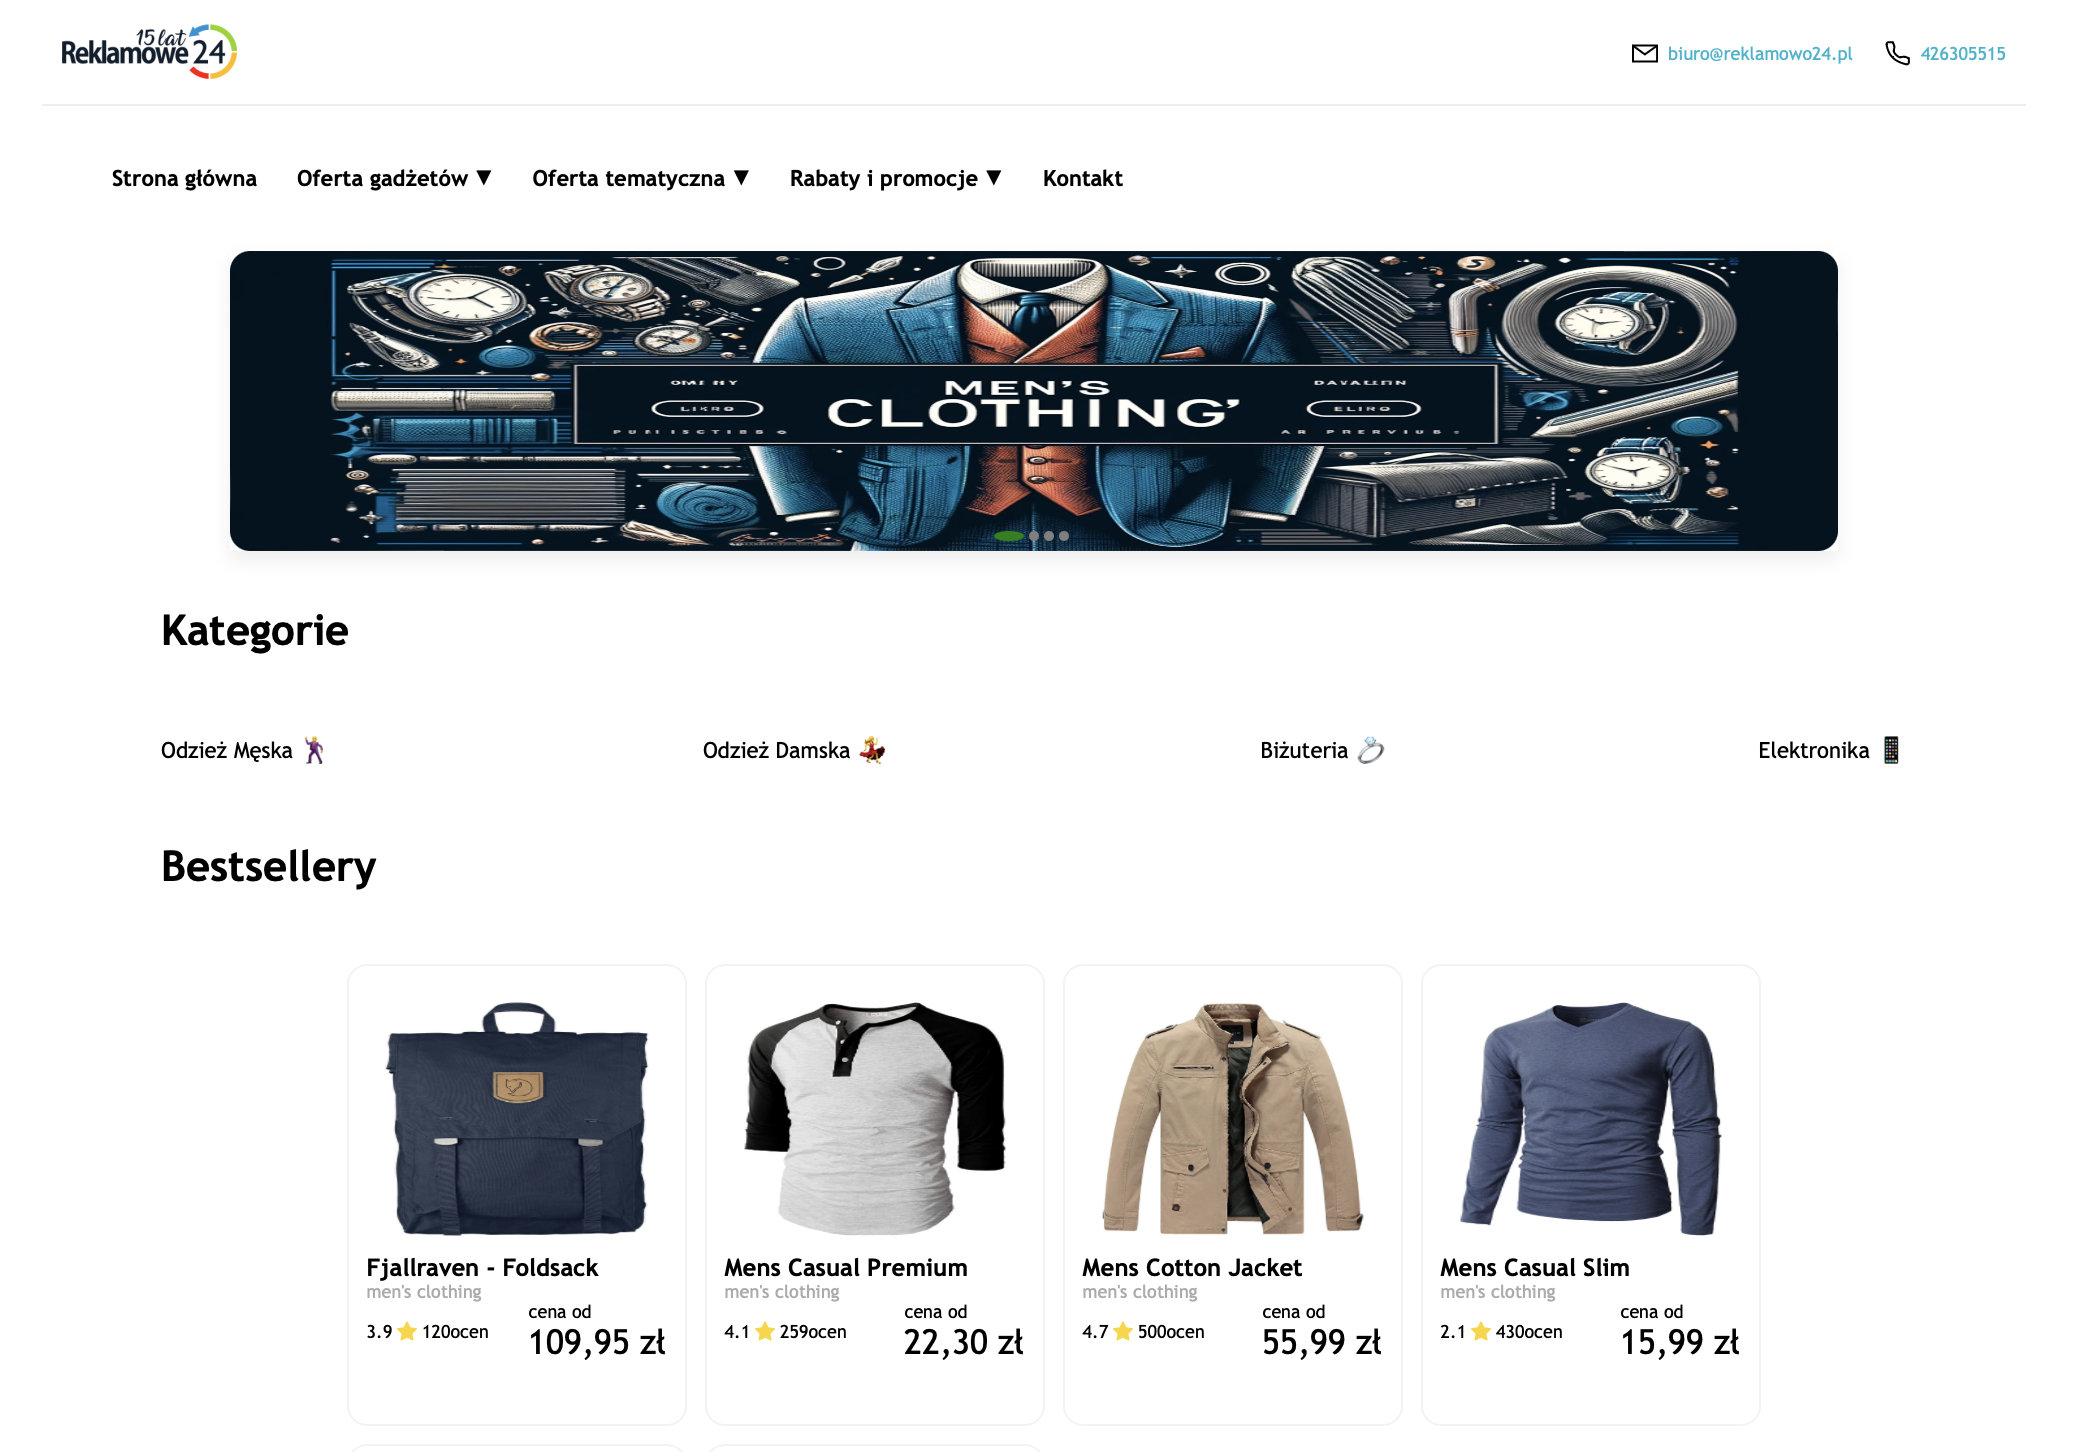 15 lat
Reklamowe 24
biuro@reklamowo24.pl
426305515
Strona główna
Oferta gadżetów ▼
Oferta tematyczna ▼
Rabaty i promocje ▼
Kontakt
MEN'S
CLOTHING'
Kategorie
Odzież Męska
Odzież Damska
Biżuteria
Elektronika
Bestsellery
Fjallraven - Foldsack
men's clothing
cena od
3.9 120ocen
109,95 zł
Mens Casual Premium
men's clothing
cena od
4.1 259ocen
22,30 zł
Mens Cotton Jacket
men's clothing
cena od
4.7 500ocen
55,99 zł
Mens Casual Slim
men's clothing
cena od
2.1 430ocen
15,99 zł